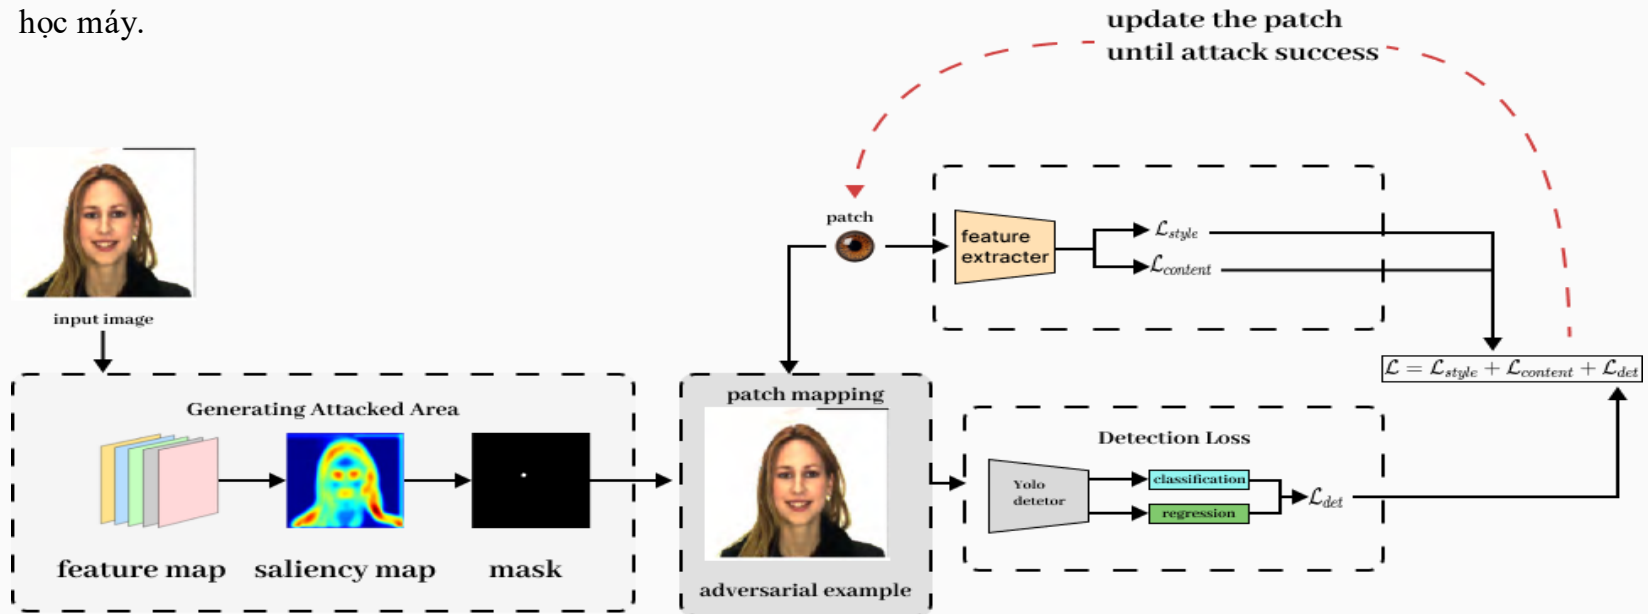 học máy.
update the patch
until attack success
input image
patch
feature
extracter
ℒstyle
ℒcontent
ℒ = ℒstyle + ℒcontent + ℒdet
Generating Attacked Area
feature map
saliency map
mask
patch mapping
adversarial example
Detection Loss
Yolo
detetor
classification
regression
ℒdet